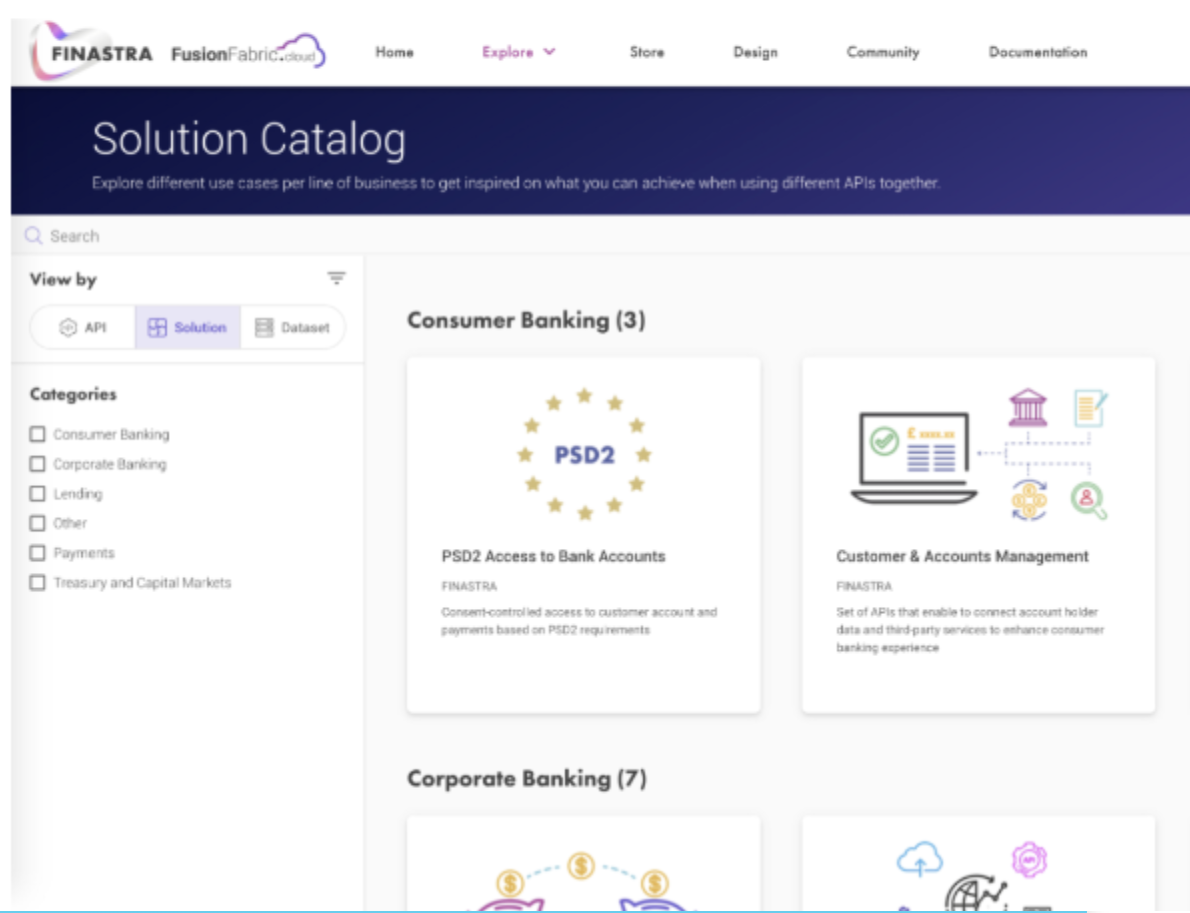 FINASTRA FusionFabric.cloud Home Explore Store Design Community Documentation
Solution Catalog
Explore different use cases per line of business to get inspired on what you can achieve when using different APIs together.
Search
View by
API Solution Dataset
Categories
Consumer Banking
Corporate Banking
Lending
Other
Payments
Treasury and Capital Markets
Consumer Banking (3)
PSD2
PSD2 Access to Bank Accounts
FINASTRA
Consent-controlled access to customer account and
payments based on PSD2 requirements
£ xxxx.xx
Customer & Accounts Management
FINASTRA
Set of APIs that enable to connect account holder
data and third-party services to enhance consumer
banking experience
Corporate Banking (7)
$ $ $
API